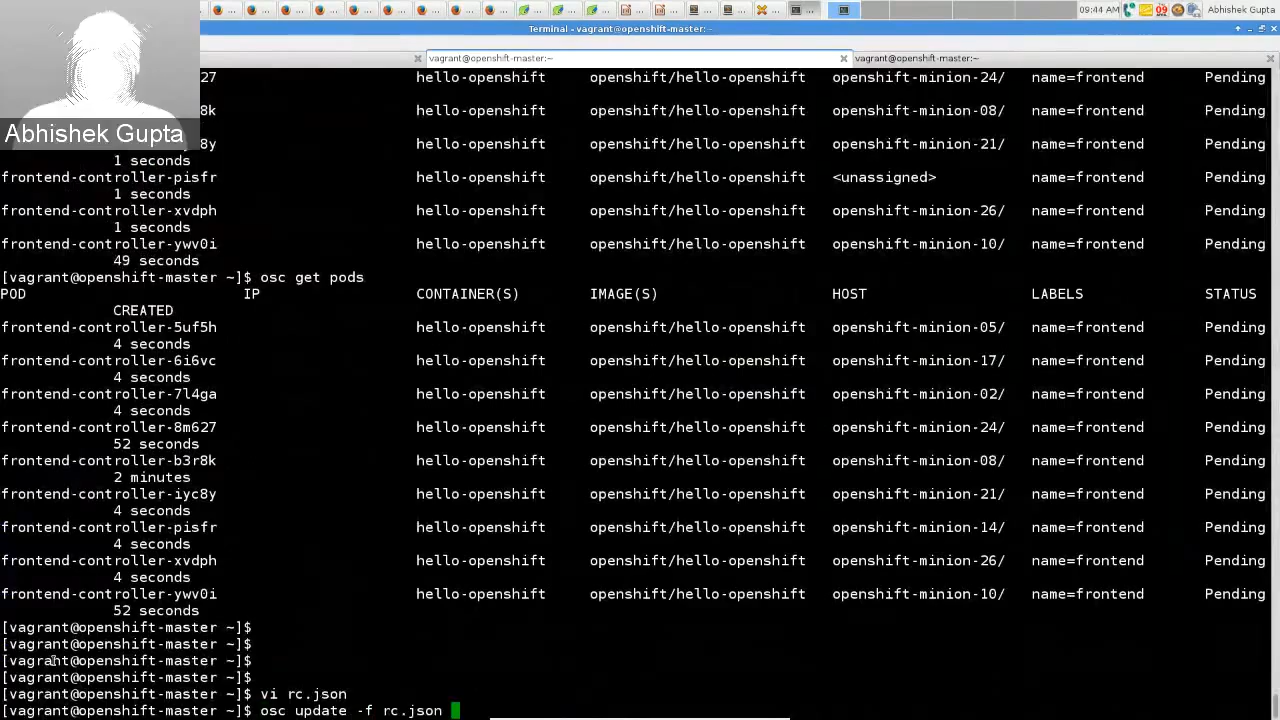 09:44 AM Abhishek Gupta
Terminal - vagrant@openshift-master:~
vagrant@openshift-master:~ vagrant@openshift-master:~
27 hello-openshift openshift/hello-openshift openshift-minion-24/ name=frontend Pending
8k hello-openshift openshift/hello-openshift openshift-minion-08/ name=frontend Pending
Abhishek Gupta
8y hello-openshift openshift/hello-openshift openshift-minion-21/ name=frontend Pending
1 seconds
frontend-controller-pisfr hello-openshift openshift/hello-openshift <unassigned> name=frontend Pending
1 seconds
frontend-controller-xvdph hello-openshift openshift/hello-openshift openshift-minion-26/ name=frontend Pending
1 seconds
frontend-controller-ywv0i hello-openshift openshift/hello-openshift openshift-minion-10/ name=frontend Pending
49 seconds
[vagrant@openshift-master ~]$ osc get pods
POD IP CONTAINER(S) IMAGE(S) HOST LABELS STATUS
CREATED
frontend-controller-5uf5h hello-openshift openshift/hello-openshift openshift-minion-05/ name=frontend Pending
4 seconds
frontend-controller-6i6vc hello-openshift openshift/hello-openshift openshift-minion-17/ name=frontend Pending
4 seconds
frontend-controller-7l4ga hello-openshift openshift/hello-openshift openshift-minion-02/ name=frontend Pending
4 seconds
frontend-controller-8m627 hello-openshift openshift/hello-openshift openshift-minion-24/ name=frontend Pending
52 seconds
frontend-controller-b3r8k hello-openshift openshift/hello-openshift openshift-minion-08/ name=frontend Pending
2 minutes
frontend-controller-iyc8y hello-openshift openshift/hello-openshift openshift-minion-21/ name=frontend Pending
4 seconds
frontend-controller-pisfr hello-openshift openshift/hello-openshift openshift-minion-14/ name=frontend Pending
4 seconds
frontend-controller-xvdph hello-openshift openshift/hello-openshift openshift-minion-26/ name=frontend Pending
4 seconds
frontend-controller-ywv0i hello-openshift openshift/hello-openshift openshift-minion-10/ name=frontend Pending
52 seconds
[vagrant@openshift-master ~]$
[vagrant@openshift-master ~]$
[vagrant@openshift-master ~]$
[vagrant@openshift-master ~]$
[vagrant@openshift-master ~]$ vi rc.json
[vagrant@openshift-master ~]$ osc update -f rc.json